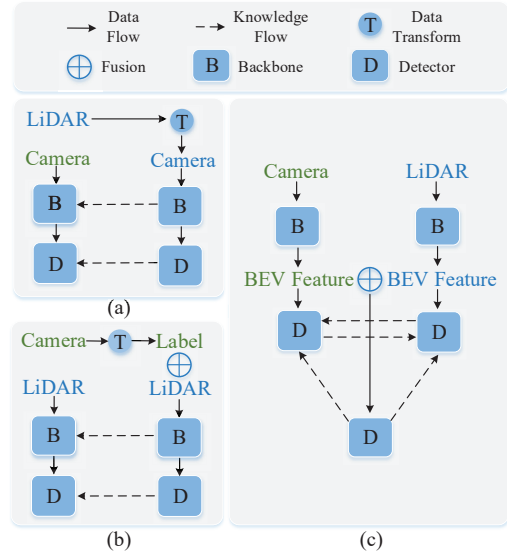 Data Flow
Knowledge Flow
T
Data Transform
Fusion
B
Backbone
D
Detector
LiDAR
T
Camera
Camera
B
B
D
D
(a)
Camera
T
Label
LiDAR
LiDAR
B
B
D
D
(b)
Camera
LiDAR
B
B
BEV Feature
BEV Feature
D
D
D
(c)